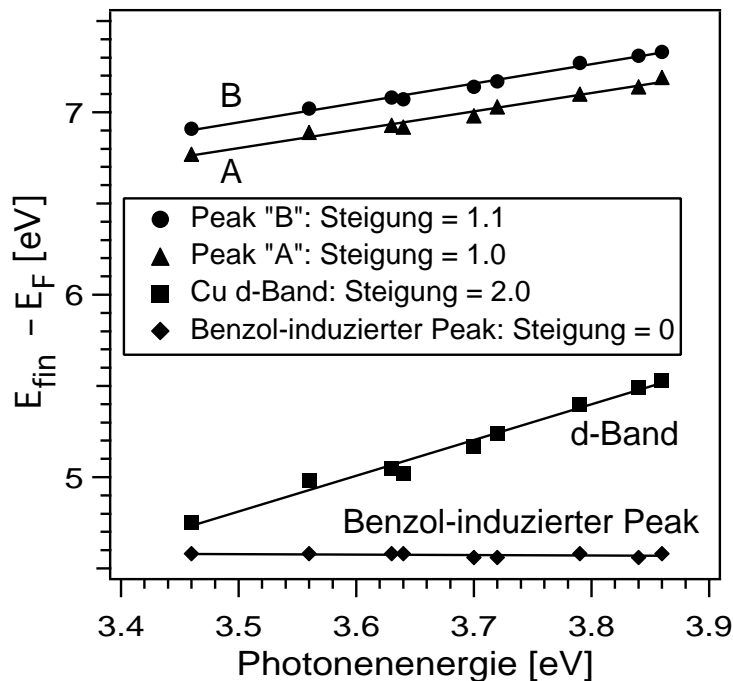 7
6
5
E_fin – E_F [eV]
B
A
Peak "B": Steigung = 1.1
Peak "A": Steigung = 1.0
Cu d-Band: Steigung = 2.0
Benzol-induzierter Peak: Steigung = 0
d-Band
Benzol-induzierter Peak
3.4 3.5 3.6 3.7 3.8 3.9
Photonenenergie [eV]